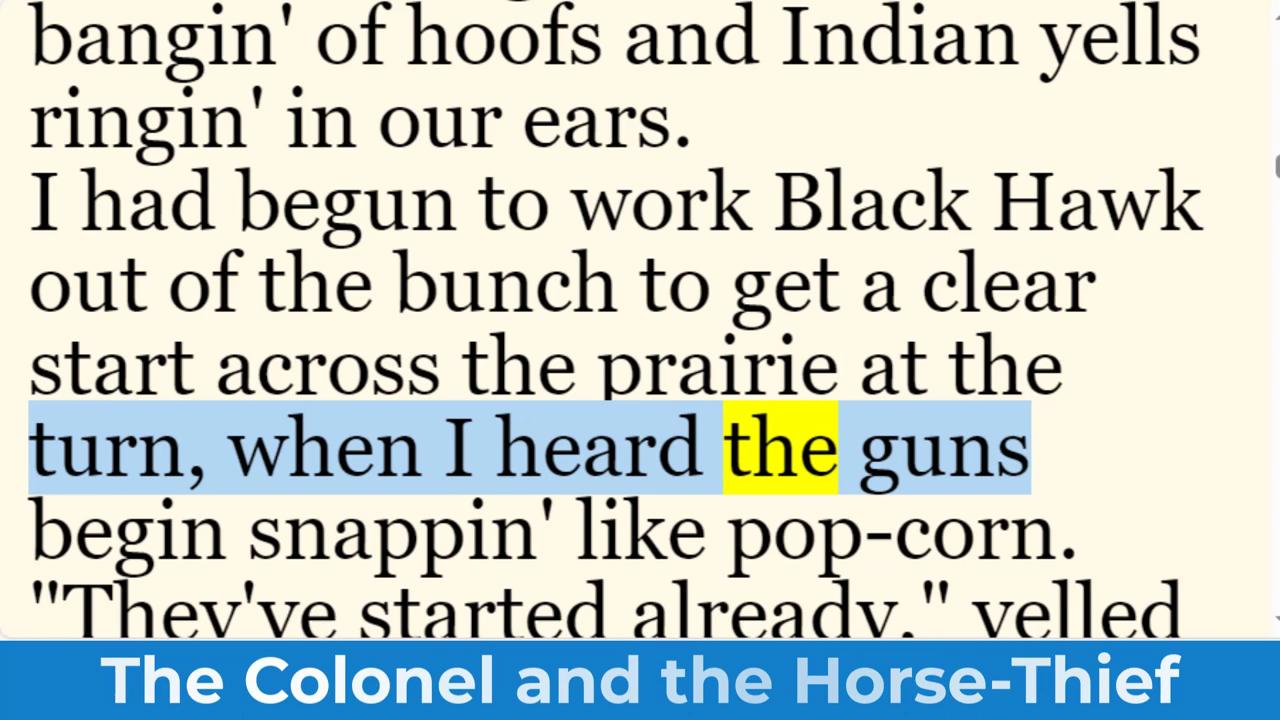 bangin' of hoofs and Indian yells
ringin' in our ears.
I had begun to work Black Hawk
out of the bunch to get a clear
start across the prairie at the
turn, when I heard the guns
begin snappin' like pop-corn.
"They've started already," yelled
The Colonel and the Horse-Thief